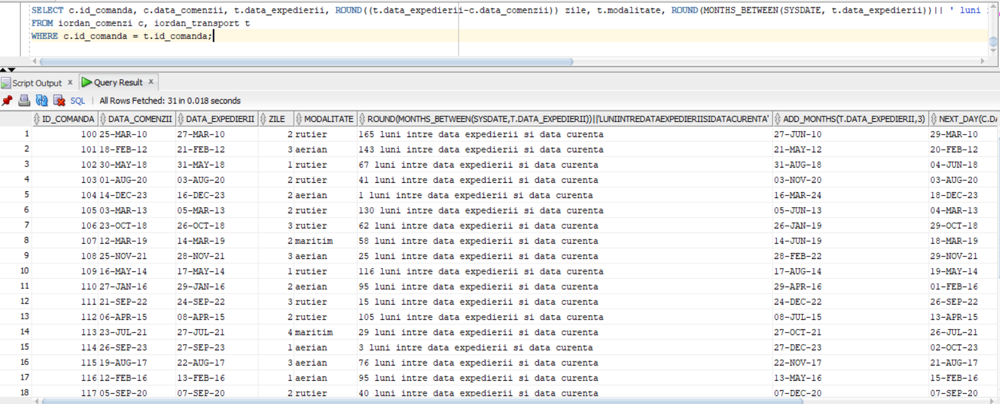 SELECT c.id_comanda, c.data_comenzii, t.data_expedierii, ROUND((t.data_expedierii-c.data_comenzii)) zile, t.modalitate, ROUND(MONTHS_BETWEEN(SYSDATE, t.data_expedierii))|| ' luni
FROM iordan_comenzi c, iordan_transport t
WHERE c.id_comanda = t.id_comanda;
Script Output x Query Result x
SQL | All Rows Fetched: 31 in 0.018 seconds
ID_COMANDA DATA_COMENZII DATA_EXPEDIERII ZILE MODALITATE ROUND(MONTHS_BETWEEN(SYSDATE,T.DATA_EXPEDIERII))||'LUNIINTREDATAEXPEDIERIISIDATACURENTA' ADD_MONTHS(T.DATA_EXPEDIERII,3) NEXT_DAY(C.DA
1 100 25-MAR-10 27-MAR-10 2 rutier 165 luni intre data expedierii si data curenta 27-JUN-10 29-MAR-10
2 101 18-FEB-12 21-FEB-12 3 aerian 143 luni intre data expedierii si data curenta 21-MAY-12 20-FEB-12
3 102 30-MAY-18 31-MAY-18 1 rutier 67 luni intre data expedierii si data curenta 31-AUG-18 04-JUN-18
4 103 01-AUG-20 03-AUG-20 2 rutier 41 luni intre data expedierii si data curenta 03-NOV-20 03-AUG-20
5 104 14-DEC-23 16-DEC-23 2 aerian 1 luni intre data expedierii si data curenta 16-MAR-24 18-DEC-23
6 105 03-MAR-13 05-MAR-13 2 rutier 130 luni intre data expedierii si data curenta 05-JUN-13 04-MAR-13
7 106 23-OCT-18 26-OCT-18 3 rutier 62 luni intre data expedierii si data curenta 26-JAN-19 29-OCT-18
8 107 12-MAR-19 14-MAR-19 2 maritim 58 luni intre data expedierii si data curenta 14-JUN-19 18-MAR-19
9 108 25-NOV-21 28-NOV-21 3 aerian 25 luni intre data expedierii si data curenta 28-FEB-22 29-NOV-21
10 109 16-MAY-14 17-MAY-14 1 rutier 116 luni intre data expedierii si data curenta 17-AUG-14 19-MAY-14
11 110 27-JAN-16 29-JAN-16 2 aerian 95 luni intre data expedierii si data curenta 29-APR-16 01-FEB-16
12 111 21-SEP-22 24-SEP-22 3 rutier 15 luni intre data expedierii si data curenta 24-DEC-22 26-SEP-22
13 112 06-APR-15 08-APR-15 2 rutier 105 luni intre data expedierii si data curenta 08-JUL-15 13-APR-15
14 113 23-JUL-21 27-JUL-21 4 maritim 29 luni intre data expedierii si data curenta 27-OCT-21 26-JUL-21
15 114 26-SEP-23 27-SEP-23 1 aerian 3 luni intre data expedierii si data curenta 27-DEC-23 02-OCT-23
16 115 19-AUG-17 22-AUG-17 3 aerian 76 luni intre data expedierii si data curenta 22-NOV-17 21-AUG-17
17 116 12-FEB-16 13-FEB-16 1 aerian 95 luni intre data expedierii si data curenta 13-MAY-16 15-FEB-16
18 117 05-SEP-20 07-SEP-20 2 rutier 40 luni intre data expedierii si data curenta 07-DEC-20 07-SEP-20